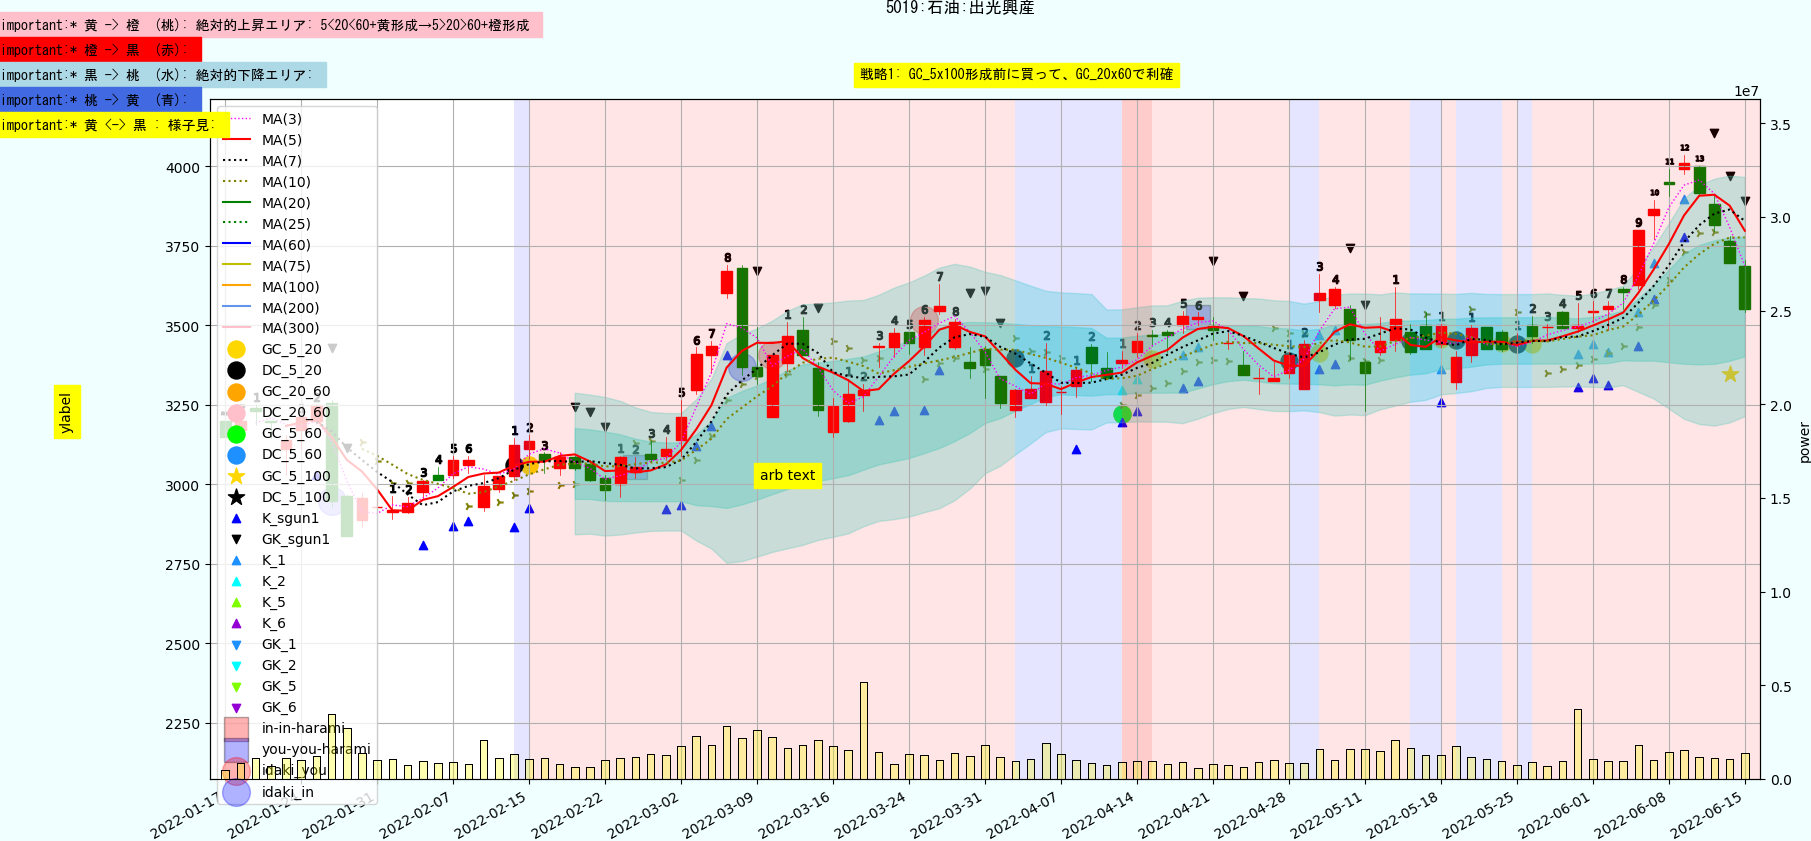 5019:石油:出光興産
important:* 黄 -> 橙 (桃): 絶対的上昇エリア: 5<20<60+黄形成→5>20>60+橙形成
important:* 橙 -> 黒 (赤):
important:* 黒 -> 桃 (水): 絶対的下降エリア:
important:* 桃 -> 黄 (青):
important:* 黄 <-> 黒 : 様子見:
戦略1: GC_5x100形成前に買って、GC_20x60で利確
1e7
MA(3)
MA(5)
MA(7)
MA(10)
MA(20)
MA(25)
MA(60)
MA(75)
MA(100)
MA(200)
MA(300)
GC_5_20
DC_5_20
GC_20_60
DC_20_60
GC_5_60
DC_5_60
GC_5_100
DC_5_100
K_sgun1
GK_sgun1
K_1
K_2
K_5
K_6
GK_1
GK_2
GK_5
GK_6
in-in-harami
you-you-harami
idaki_you
idaki_in
4000
3750
3500
3250
3000
2750
2500
2250
ylabel
arb text
3.5
3.0
2.5
2.0
1.5
1.0
0.5
0.0
power
2022-01-17
2022-01-24
2022-01-31
2022-02-07
2022-02-15
2022-02-22
2022-03-02
2022-03-09
2022-03-16
2022-03-24
2022-03-31
2022-04-07
2022-04-14
2022-04-21
2022-04-28
2022-05-11
2022-05-18
2022-05-25
2022-06-01
2022-06-08
2022-06-15